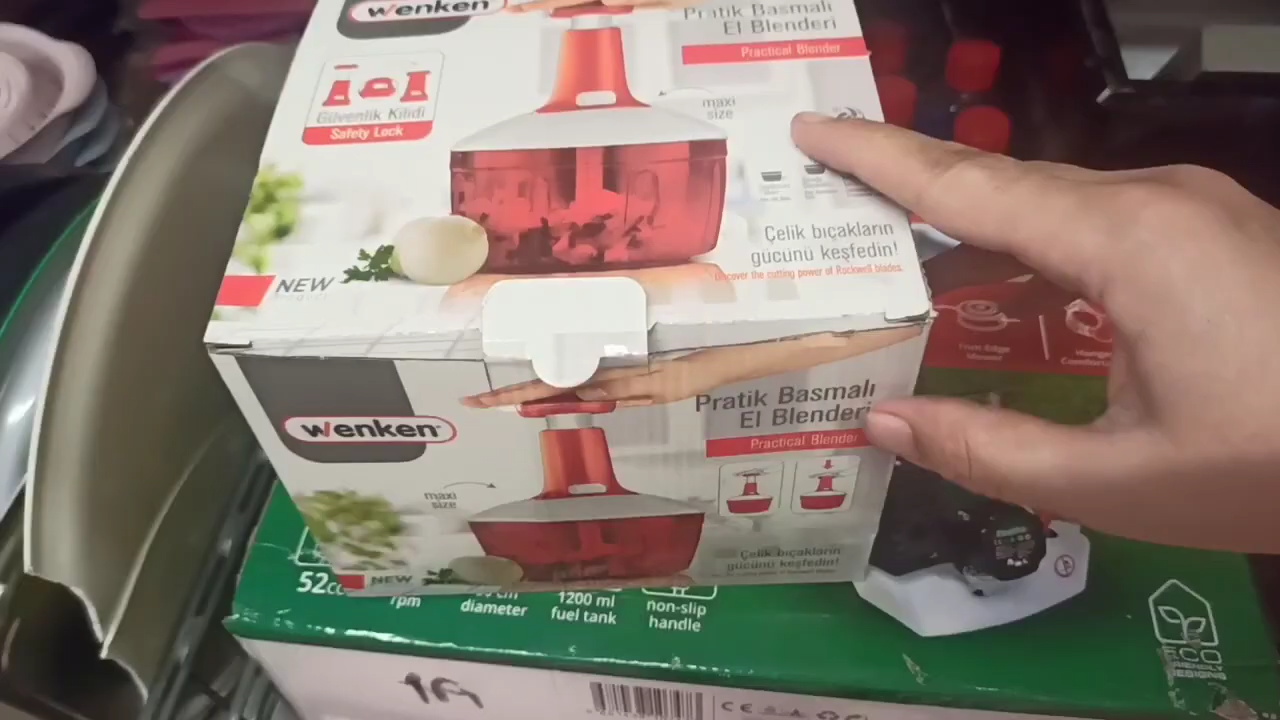 wenken
Pratik Basmalı
El Blenderi
Practical Blender
Güvenlik Kilidi
Safety Lock
maxi
size
Çelik bıçakların
gücünü keşfedin!
Discover the cutting power of Rockwell blades.
NEW
wenken
Pratik Basmalı
El Blenderi
Practical Blender
maxi
size
Çelik bıçakların
gücünü keşfedin!
NEW
52cc
rpm
diameter
1200 ml
fuel tank
non-slip
handle
ECO
19
CE